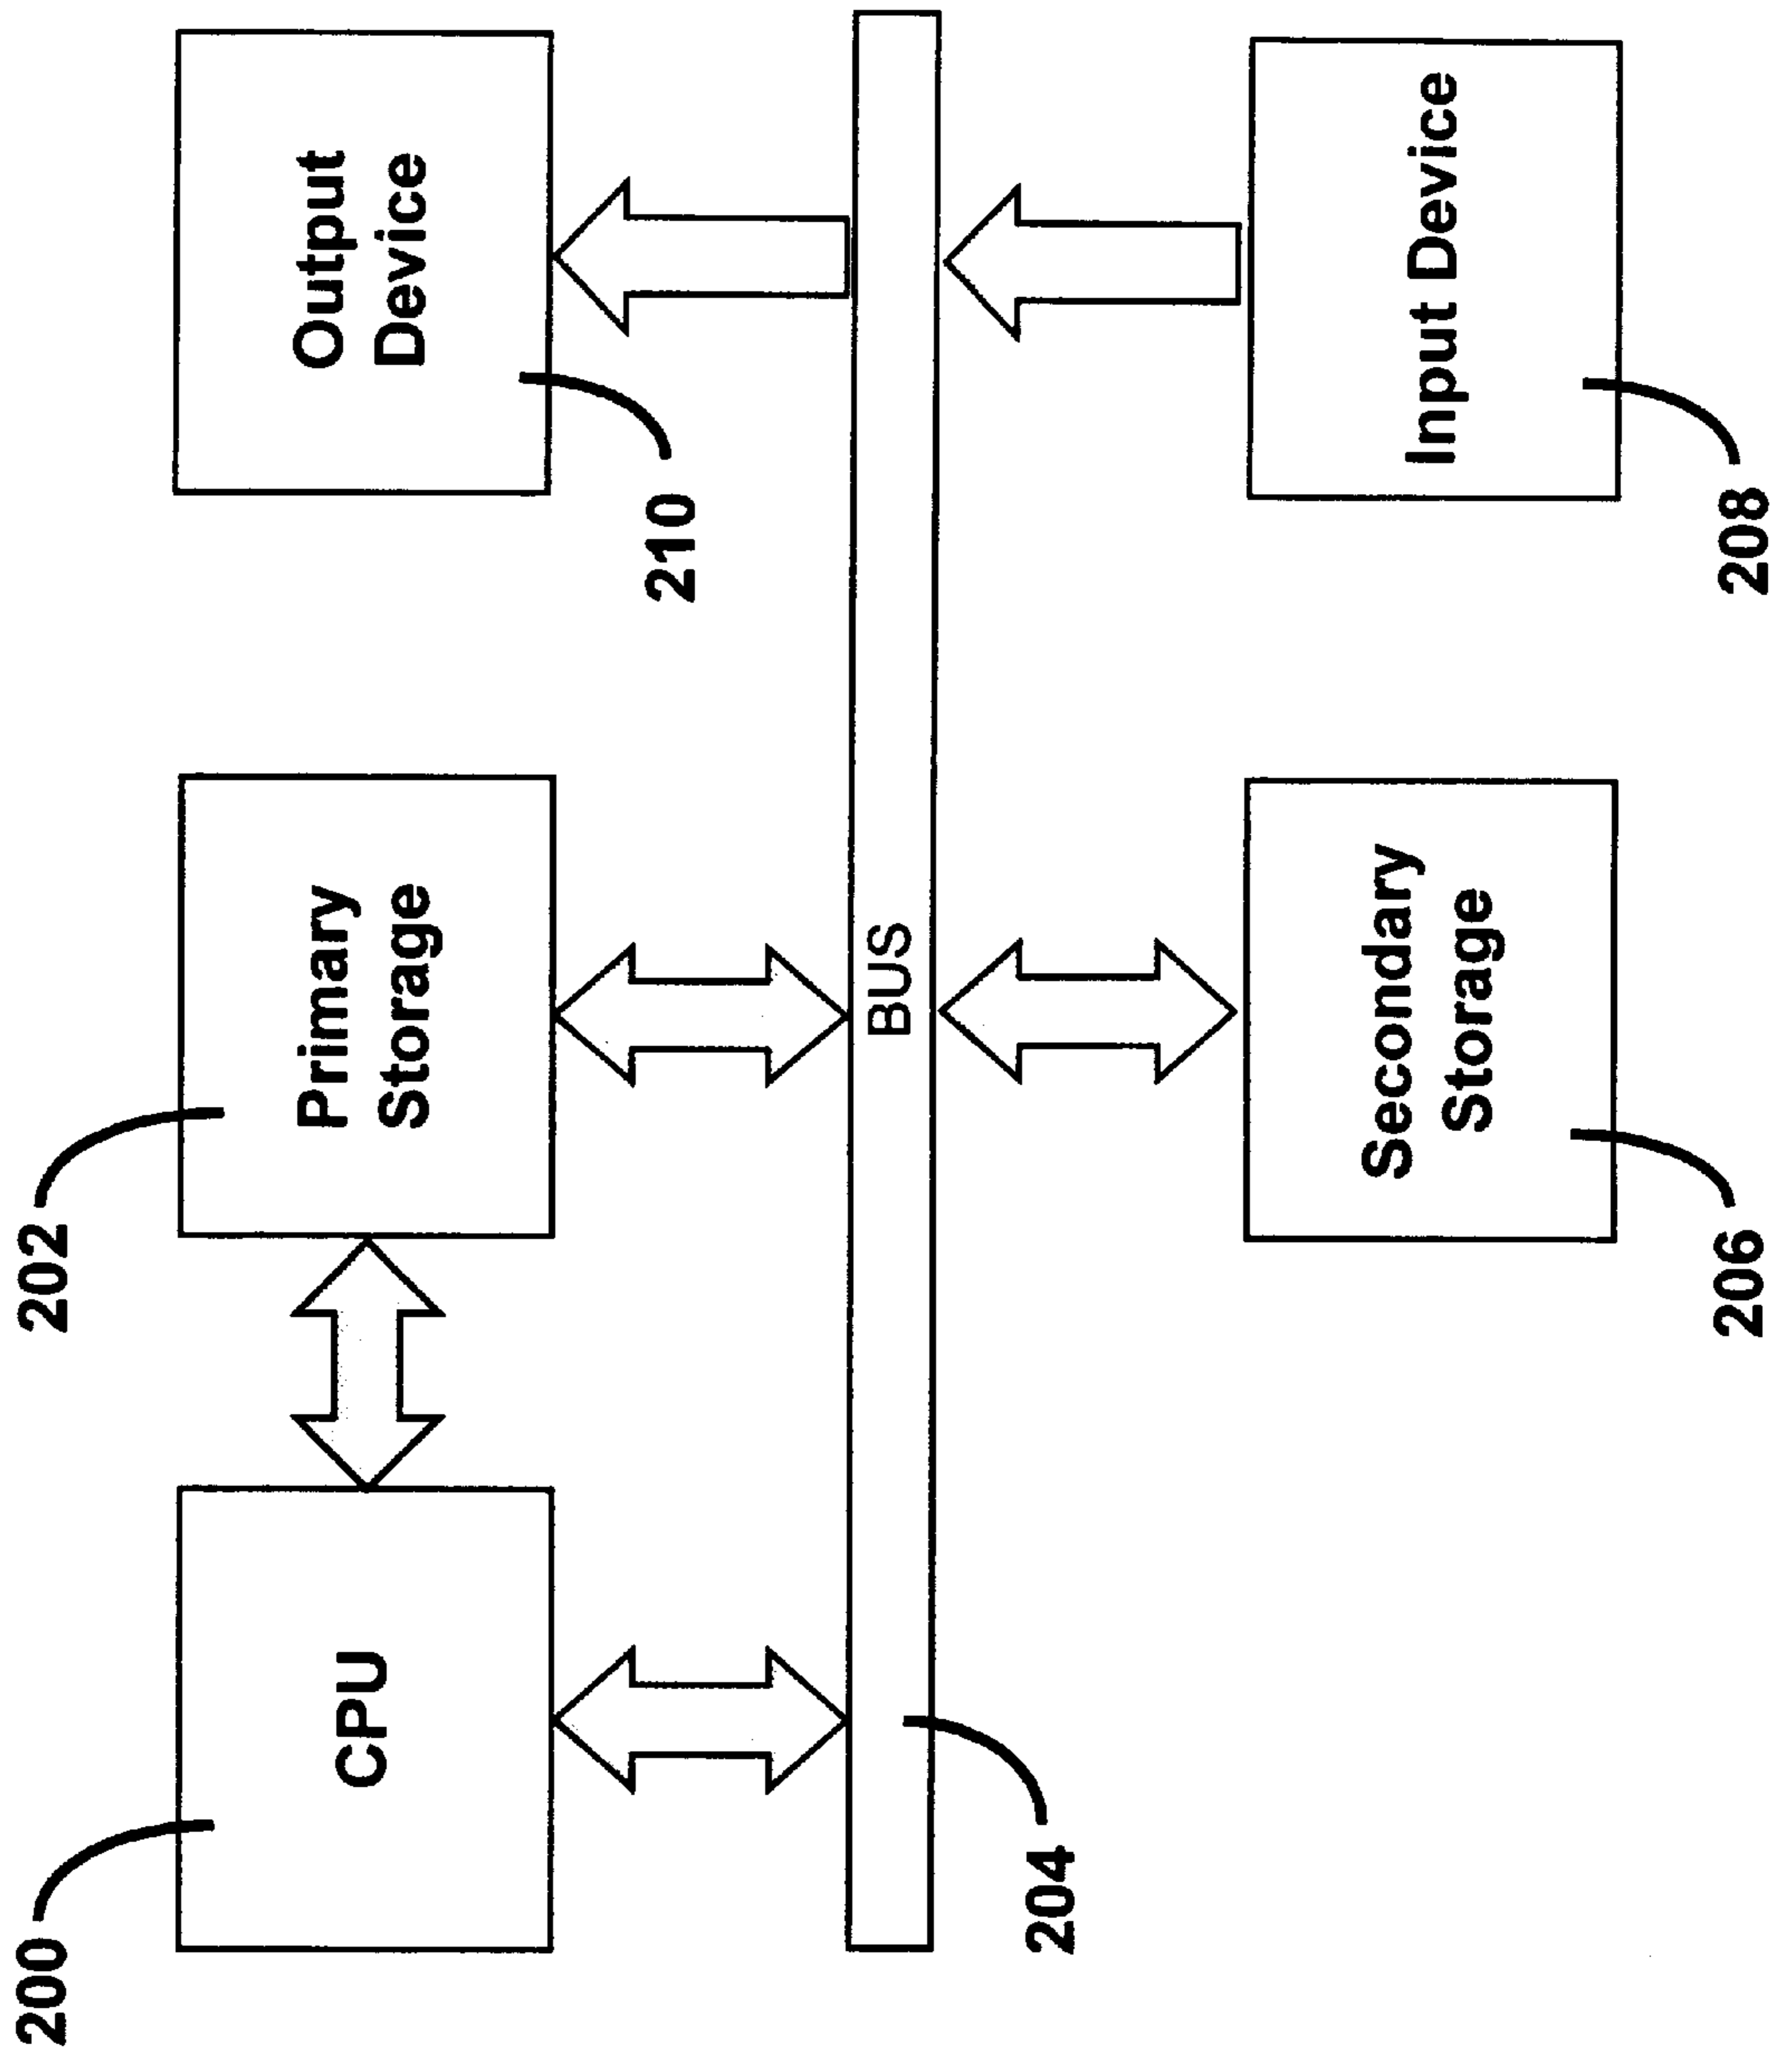 200
202
CPU
Primary
Storage
Output
Device
210
BUS
204
Secondary
Storage
Input Device
206
208